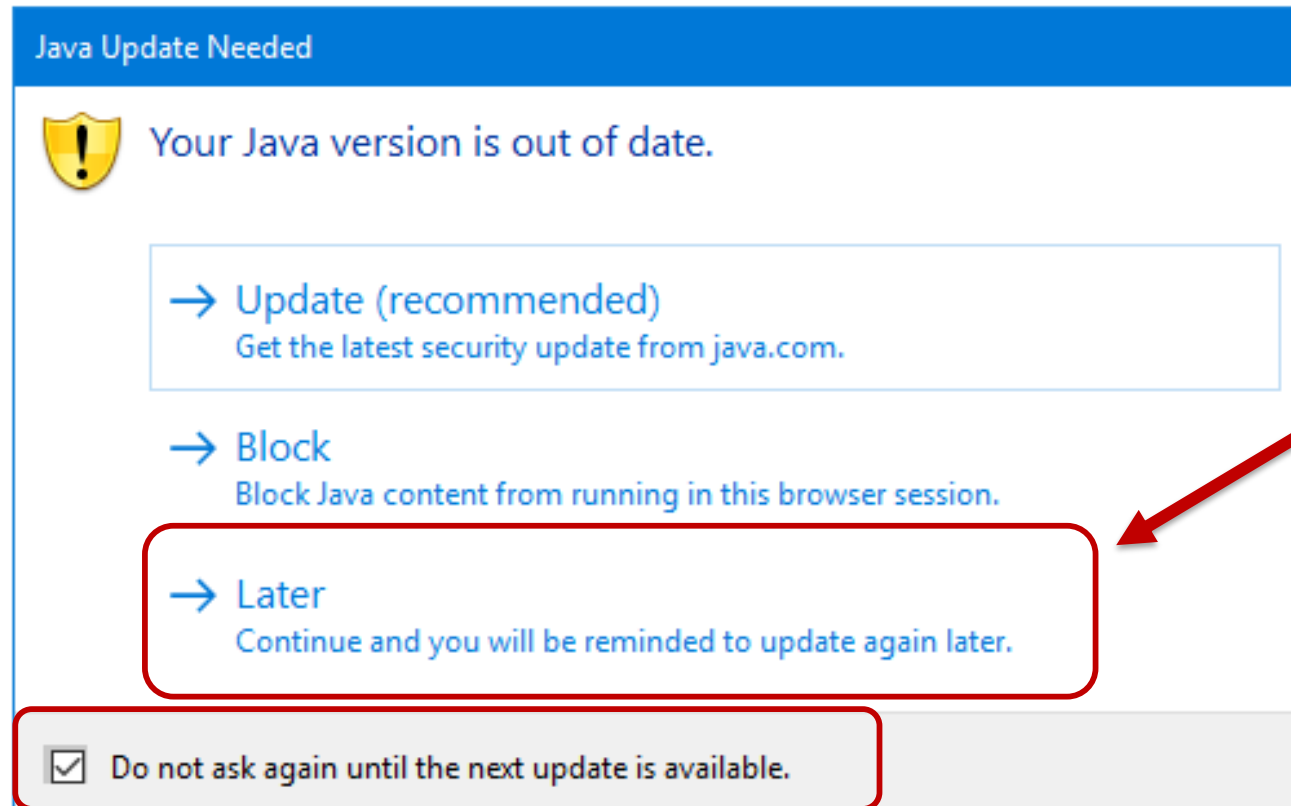 Java Update Needed
Your Java version is out of date.
Update (recommended)
Get the latest security update from java.com.
Block
Block Java content from running in this browser session.
Later
Continue and you will be reminded to update again later.
Do not ask again until the next update is available.